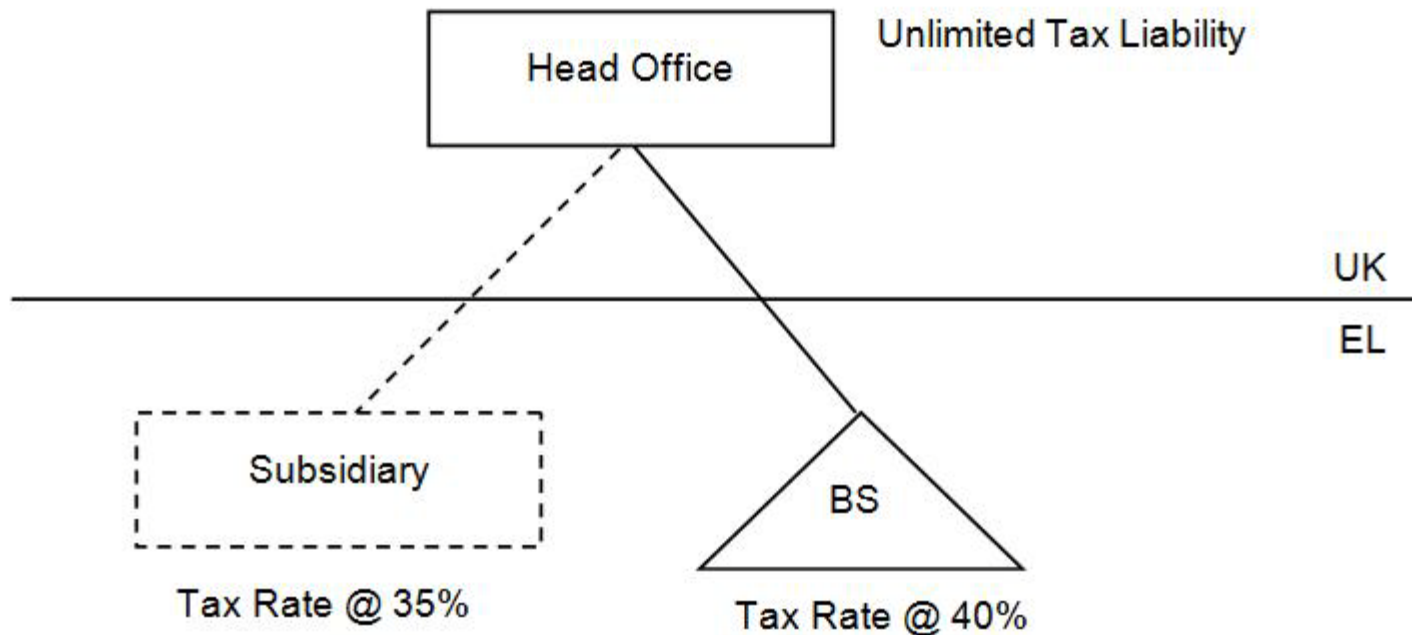 Head Office
Unlimited Tax Liability
UK
EL
Subsidiary
BS
Tax Rate @ 35%
Tax Rate @ 40%